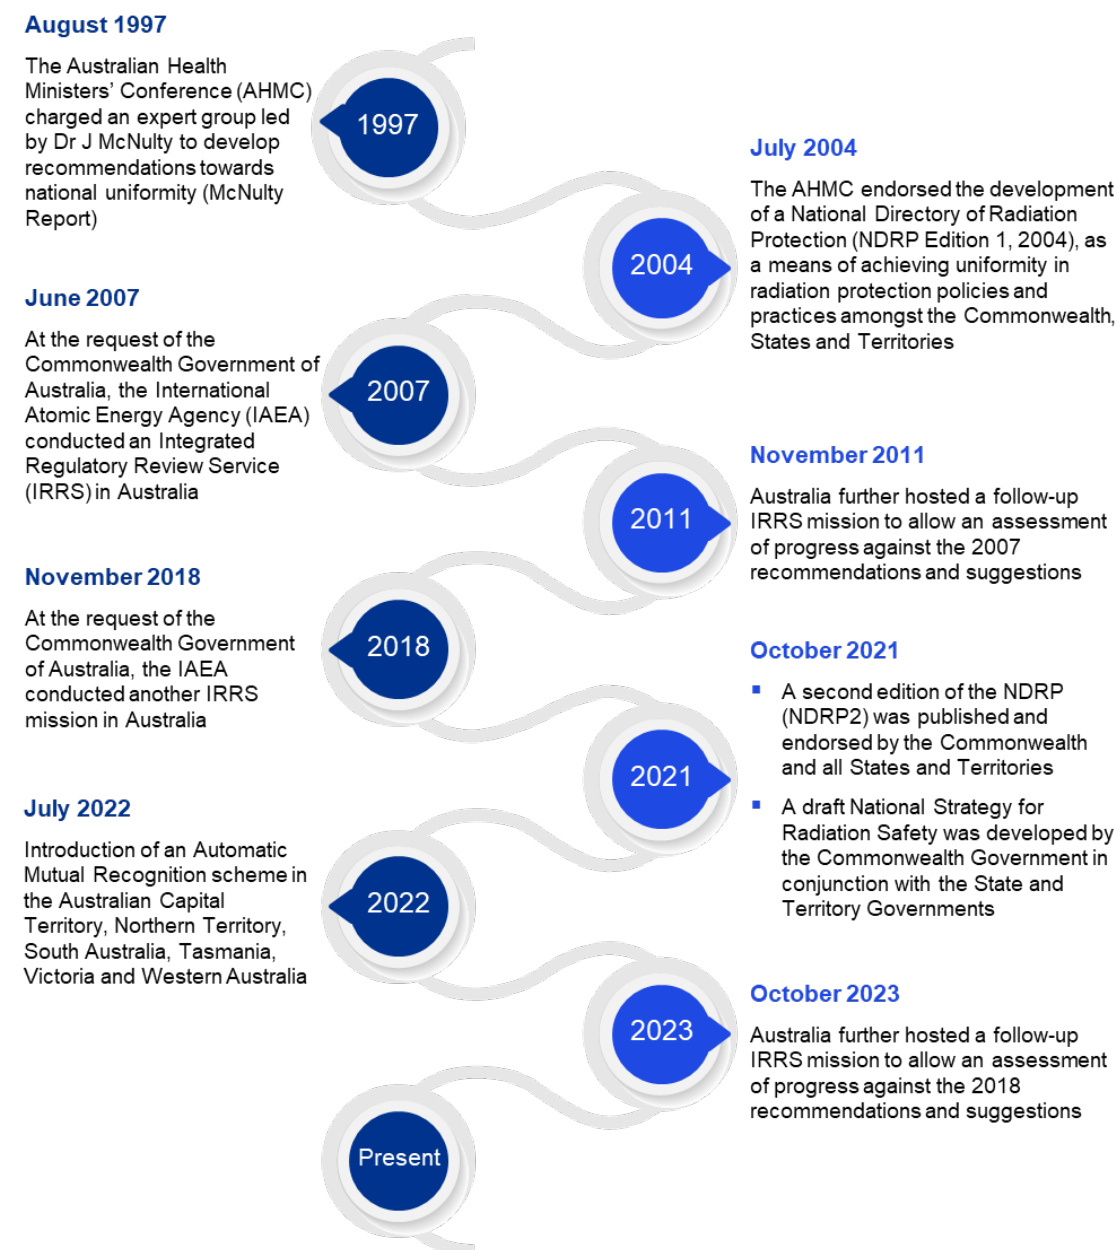 August 1997
The Australian Health
Ministers’ Conference (AHMC)
charged an expert group led
by Dr J McNulty to develop
recommendations towards
national uniformity (McNulty
Report)
1997
July 2004
The AHMC endorsed the development
of a National Directory of Radiation
Protection (NDRP Edition 1, 2004), as
a means of achieving uniformity in
radiation protection policies and
practices amongst the Commonwealth,
States and Territories
2004
June 2007
At the request of the
Commonwealth Government of
Australia, the International
Atomic Energy Agency (IAEA)
conducted an Integrated
Regulatory Review Service
(IRRS) in Australia
2007
November 2011
Australia further hosted a follow-up
IRRS mission to allow an assessment
of progress against the 2007
recommendations and suggestions
2011
November 2018
At the request of the
Commonwealth Government
of Australia, the IAEA
conducted another IRRS
mission in Australia
2018
October 2021
▪ A second edition of the NDRP
(NDRP2) was published and
endorsed by the Commonwealth
and all States and Territories
▪ A draft National Strategy for
Radiation Safety was developed by
the Commonwealth Government in
conjunction with the State and
Territory Governments
2021
July 2022
Introduction of an Automatic
Mutual Recognition scheme in
the Australian Capital
Territory, Northern Territory,
South Australia, Tasmania,
Victoria and Western Australia
2022
October 2023
Australia further hosted a follow-up
IRRS mission to allow an assessment
of progress against the 2018
recommendations and suggestions
2023
Present